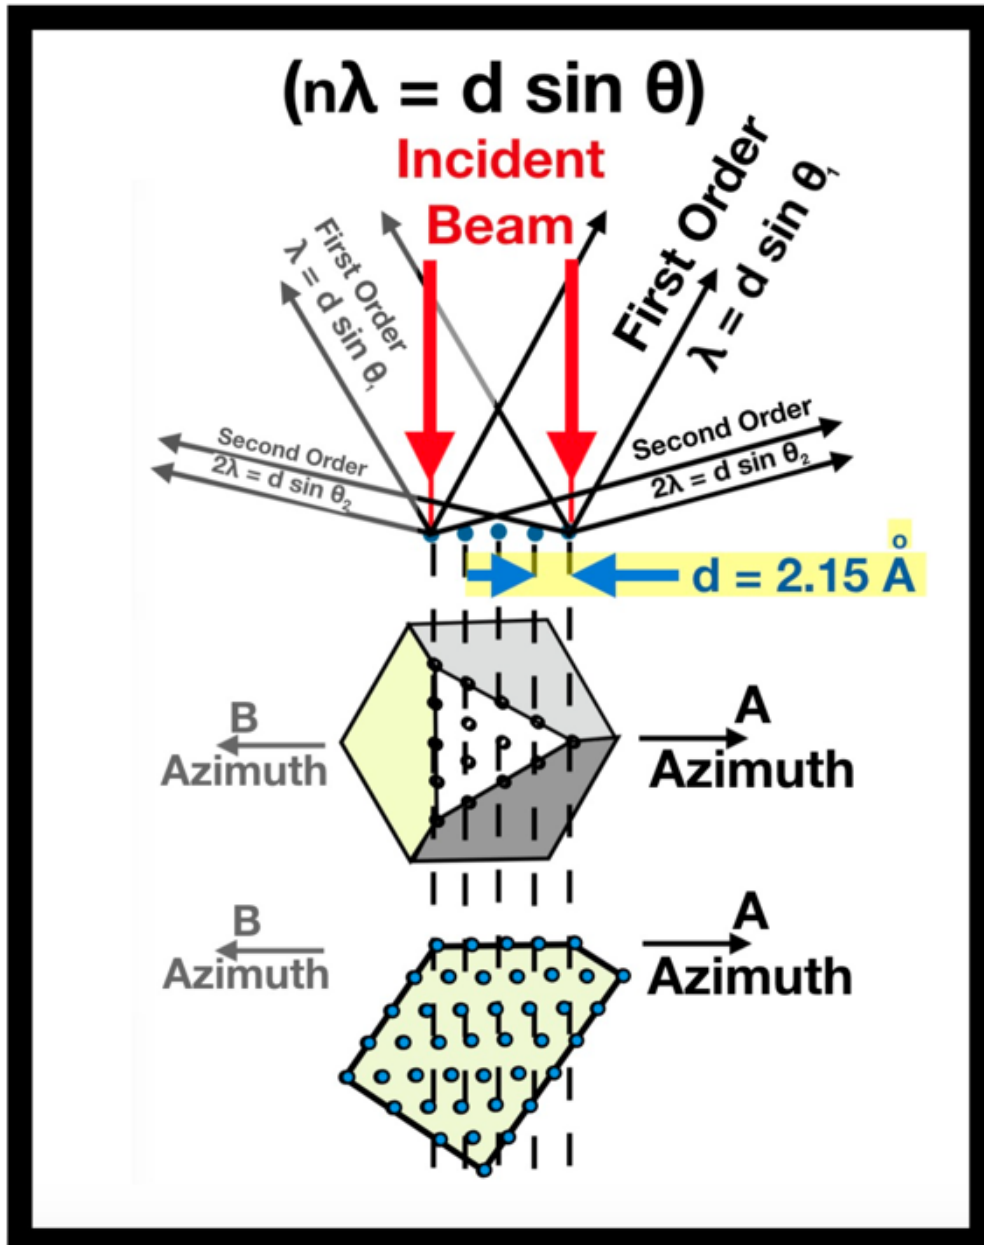 (nλ = d sin θ)
Incident
Beam
First Order
λ = d sin θ₁
First Order
λ = d sin θ₁
Second Order
2λ = d sin θ₂
Second Order
2λ = d sin θ₂
d = 2.15 Å
B
Azimuth
A
Azimuth
B
Azimuth
A
Azimuth